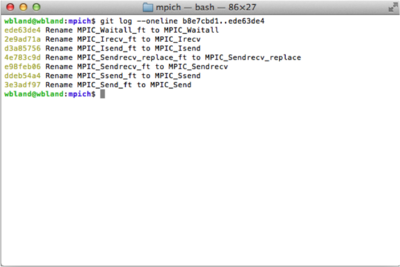 mpich — bash — 86×27
wbland@wbland:mpich$ git log --oneline b8e7cbd1..ede63de4
ede63de4 Rename MPIC_Waitall_ft to MPIC_Waitall
2e9ad71a Rename MPIC_Irecv_ft to MPIC_Irecv
d3a85756 Rename MPIC_Isend_ft to MPIC_Isend
4e783c9d Rename MPIC_Sendrecv_replace_ft to MPIC_Sendrecv_replace
e98feb06 Rename MPIC_Sendrecv_ft to MPIC_Sendrecv
ddeb54a4 Rename MPIC_Ssend_ft to MPIC_Ssend
3e3adf97 Rename MPIC_Send_ft to MPIC_Send
wbland@wbland:mpich$